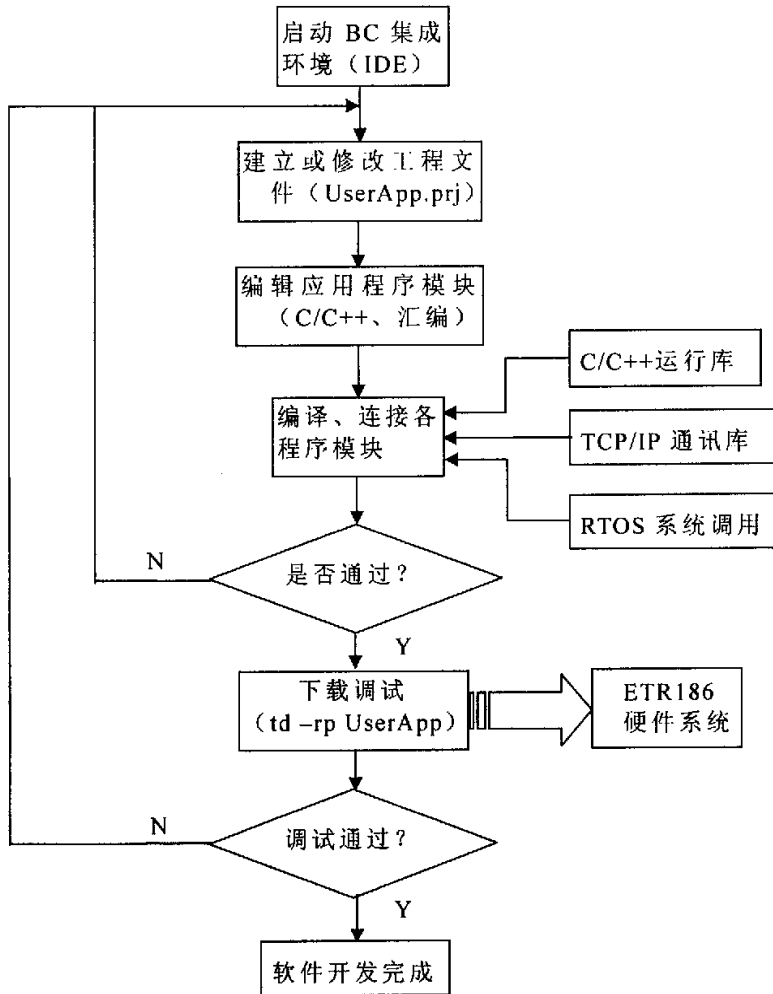 启动 BC 集成
环境（IDE）
建立或修改工程文
件（UserApp.prj）
编辑应用程序模块
（C/C++、汇编）
C/C++运行库
编译、连接各
程序模块
TCP/IP 通讯库
RTOS 系统调用
N
是否通过？
Y
下载调试
（td –rp UserApp）
ETR186
硬件系统
N
调试通过？
Y
软件开发完成